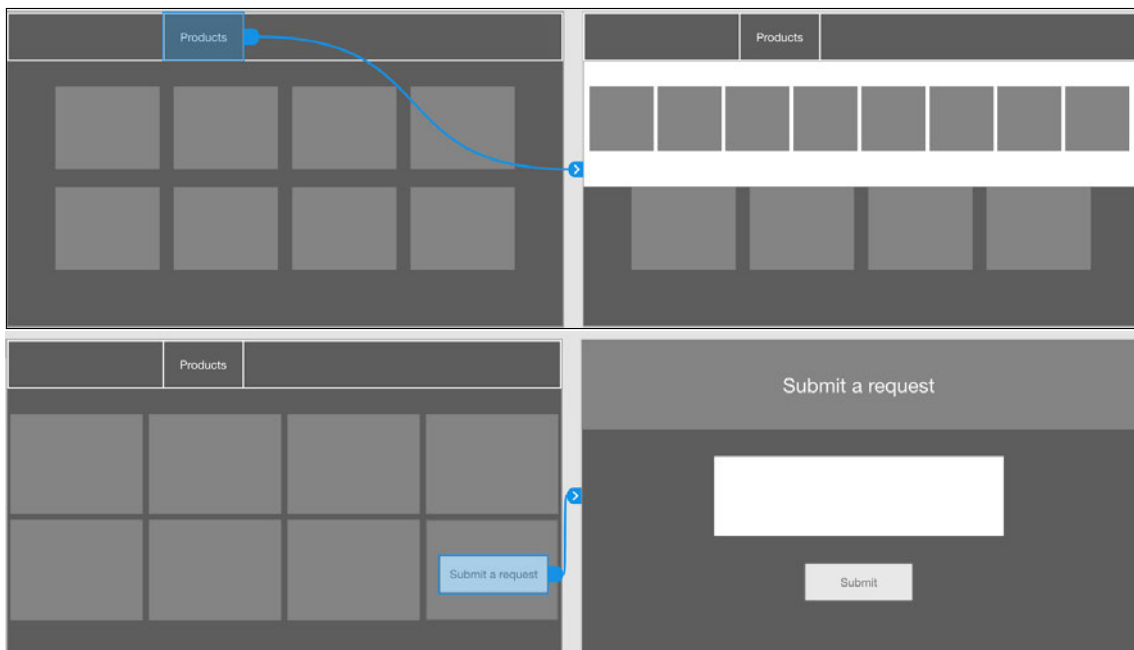 Products
Products
Products
Submit a request
Submit a request
Submit